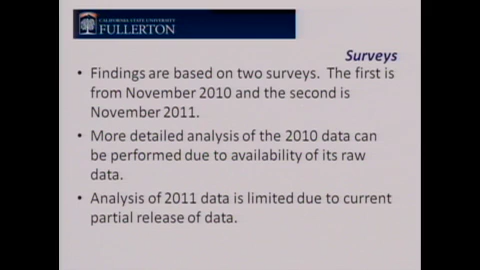 CALIFORNIA STATE UNIVERSITY
FULLERTON
Surveys
• Findings are based on two surveys. The first is
from November 2010 and the second is
November 2011.
• More detailed analysis of the 2010 data can
be performed due to availability of its raw
data.
• Analysis of 2011 data is limited due to current
partial release of data.